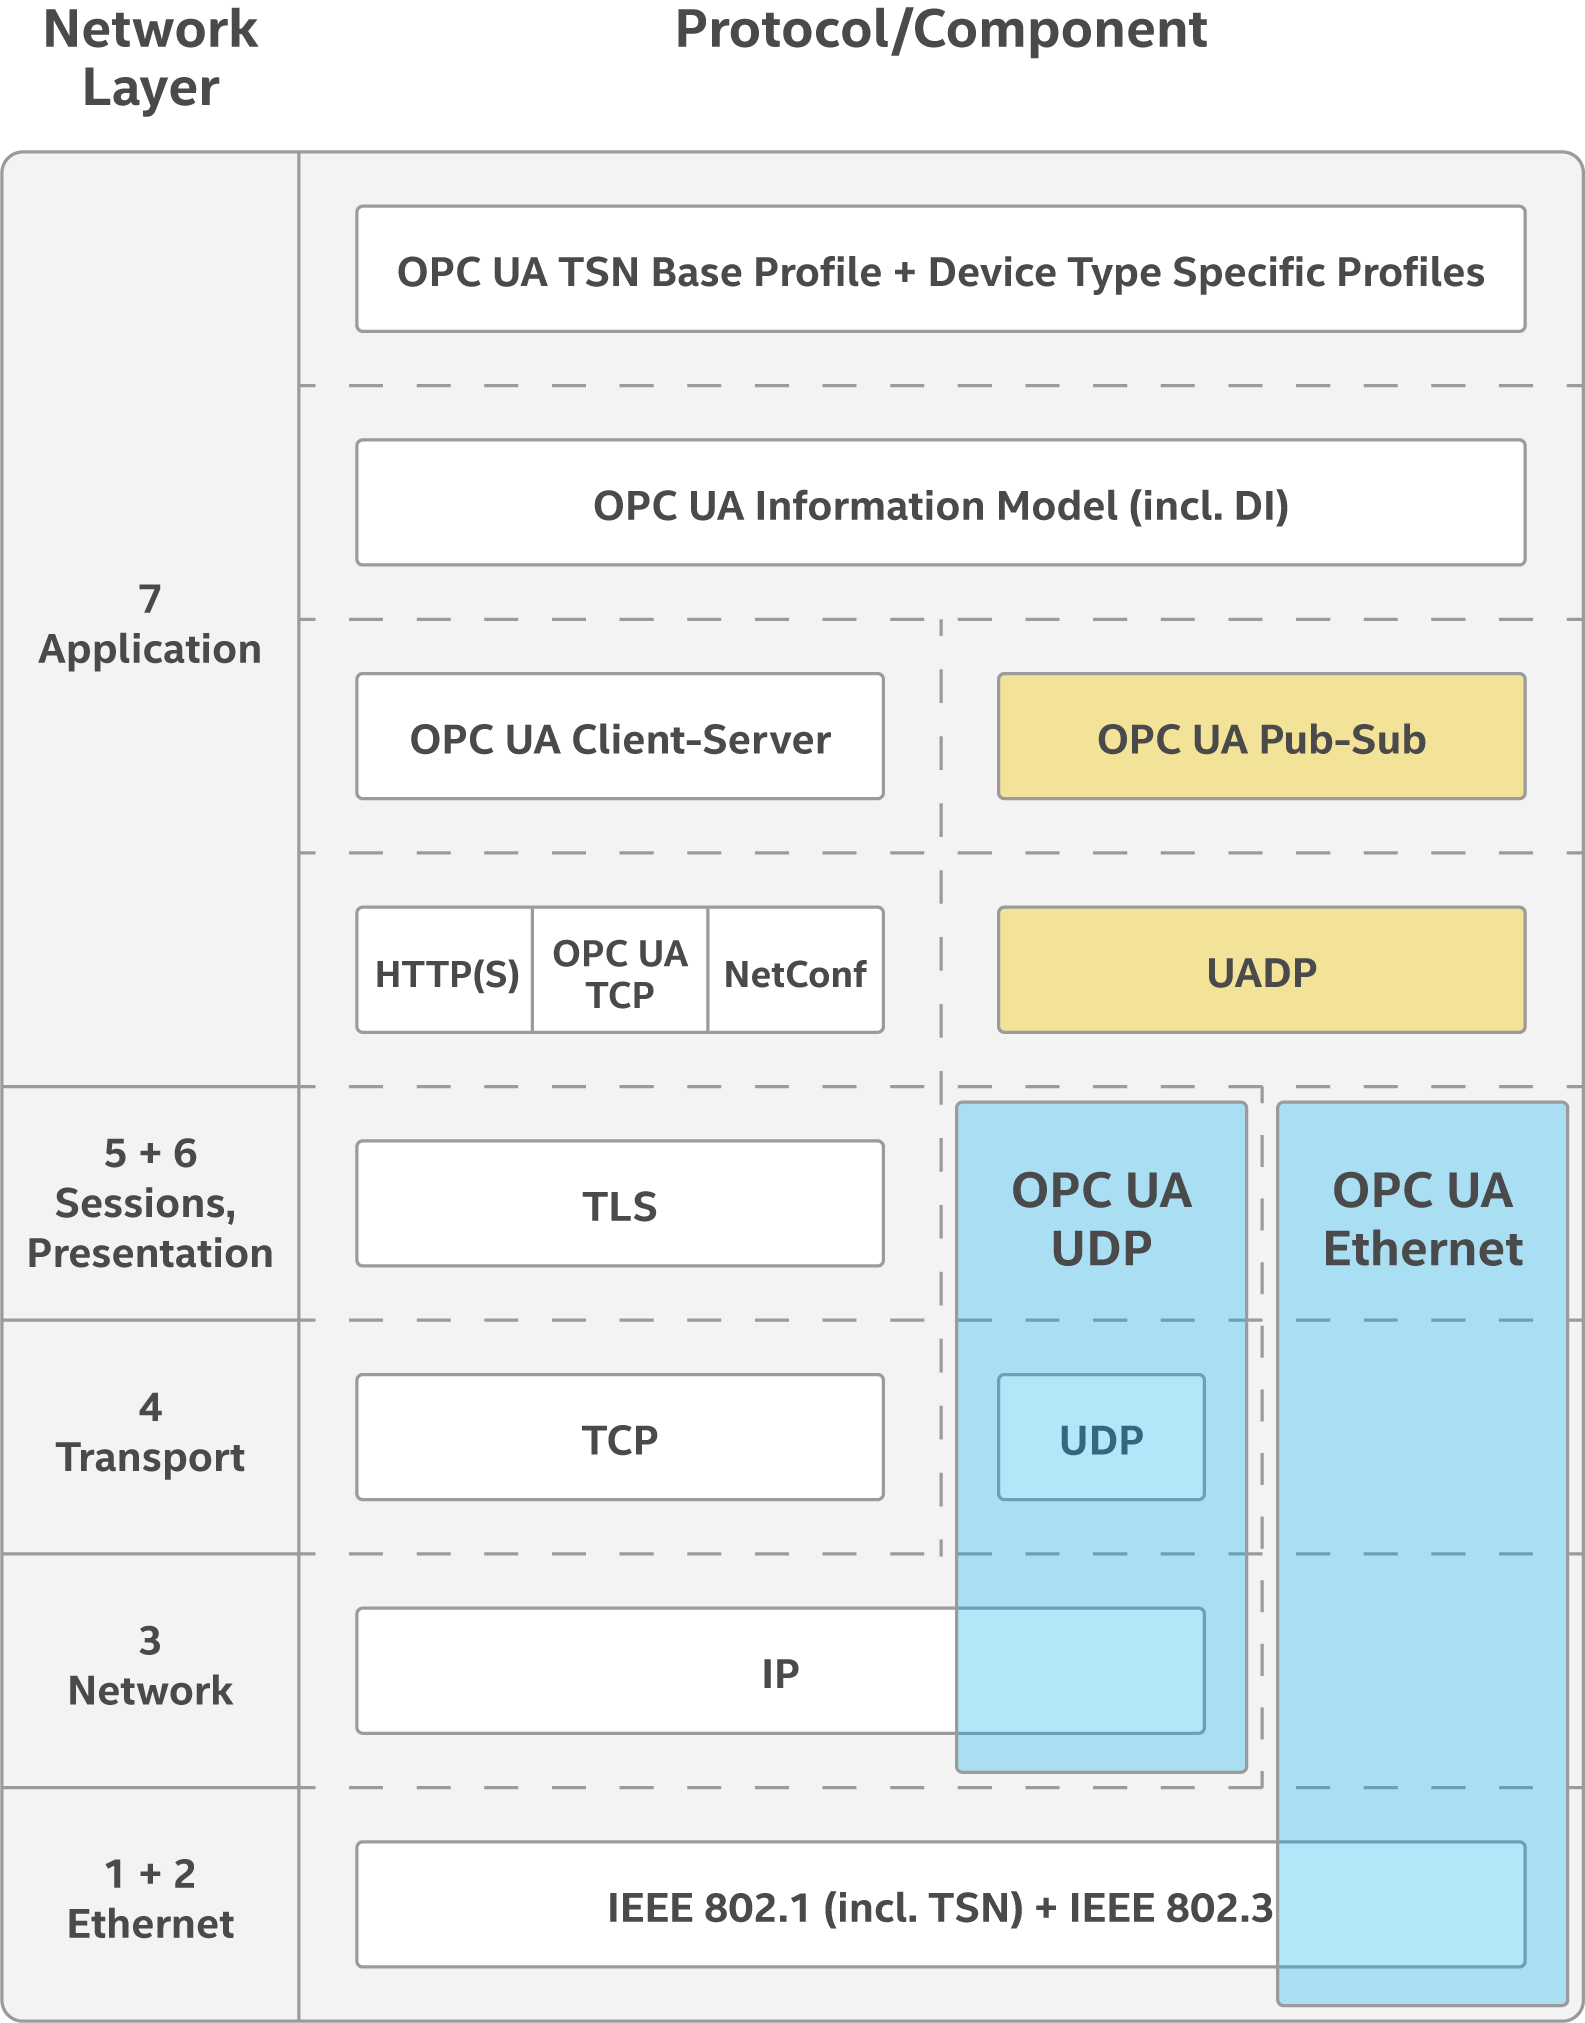 Network
Layer
Protocol/Component
7
Application
OPC UA TSN Base Profile + Device Type Specific Profiles
OPC UA Information Model (incl. DI)
OPC UA Client-Server
OPC UA Pub-Sub
HTTP(S)
OPC UA
TCP
NetConf
UADP
5 + 6
Sessions,
Presentation
TLS
OPC UA
UDP
OPC UA
Ethernet
4
Transport
TCP
UDP
3
Network
IP
1 + 2
Ethernet
IEEE 802.1 (incl. TSN) + IEEE 802.3